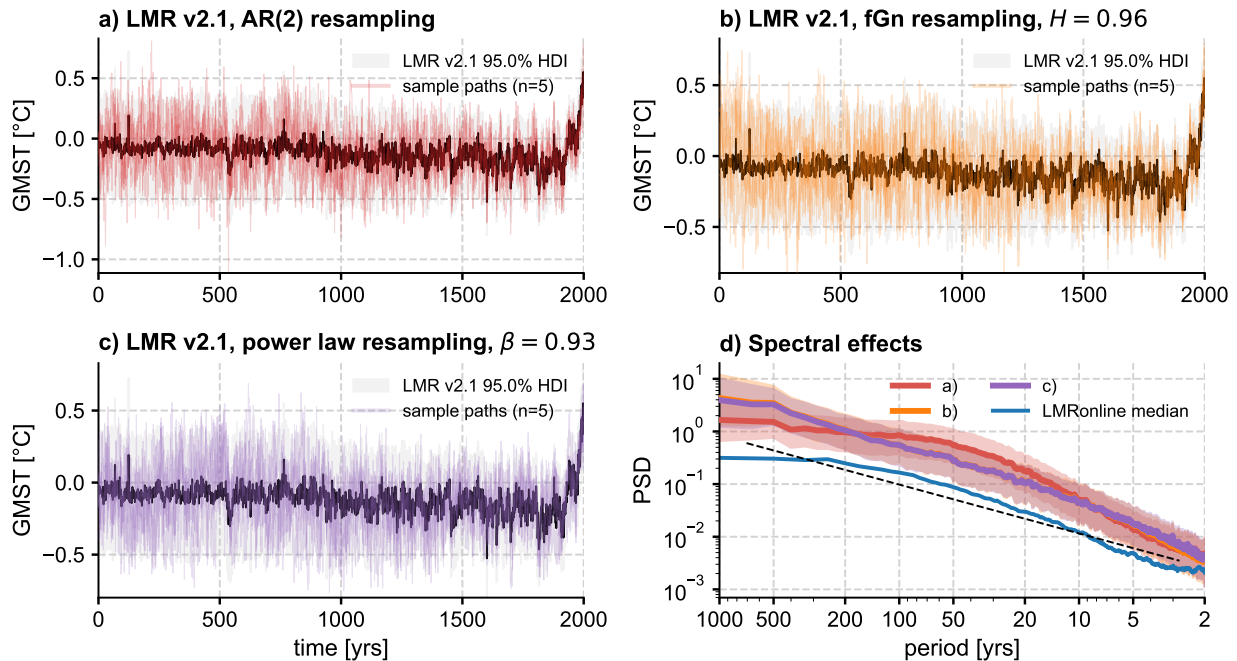 a) LMR v2.1, AR(2) resampling
GMST [°C]
0.5
0.0
−0.5
−1.0
LMR v2.1 95.0% HDI
sample paths (n=5)
0 500 1000 1500 2000
b) LMR v2.1, fGn resampling, H = 0.96
GMST [°C]
0.5
0.0
−0.5
LMR v2.1 95.0% HDI
sample paths (n=5)
0 500 1000 1500 2000
c) LMR v2.1, power law resampling, β = 0.93
GMST [°C]
0.5
0.0
−0.5
LMR v2.1 95.0% HDI
sample paths (n=5)
0 500 1000 1500 2000
time [yrs]
d) Spectral effects
PSD
10¹
10⁰
10⁻¹
10⁻²
10⁻³
a) c)
b) LMRonline median
1000 500 200 100 50 20 10 5 2
period [yrs]